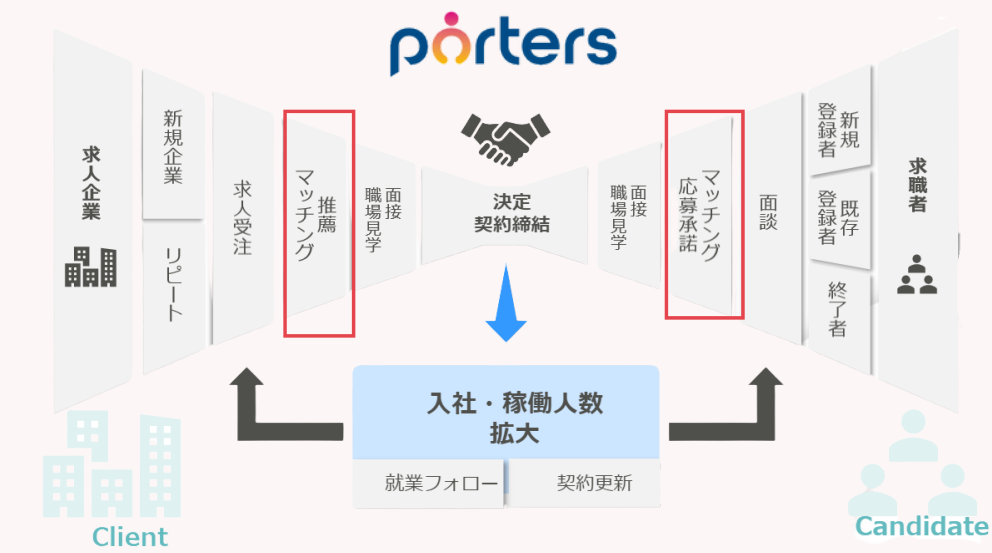 porters
求人企業
新規企業
リピート
求人受注
推薦
マッチング
面接
職場見学
決定
契約締結
面接
職場見学
マッチング
応募承諾
面談
新規
登録者
既存
登録者
終了者
求職者
入社・稼働人数
拡大
就業フォロー
契約更新
Client
Candidate